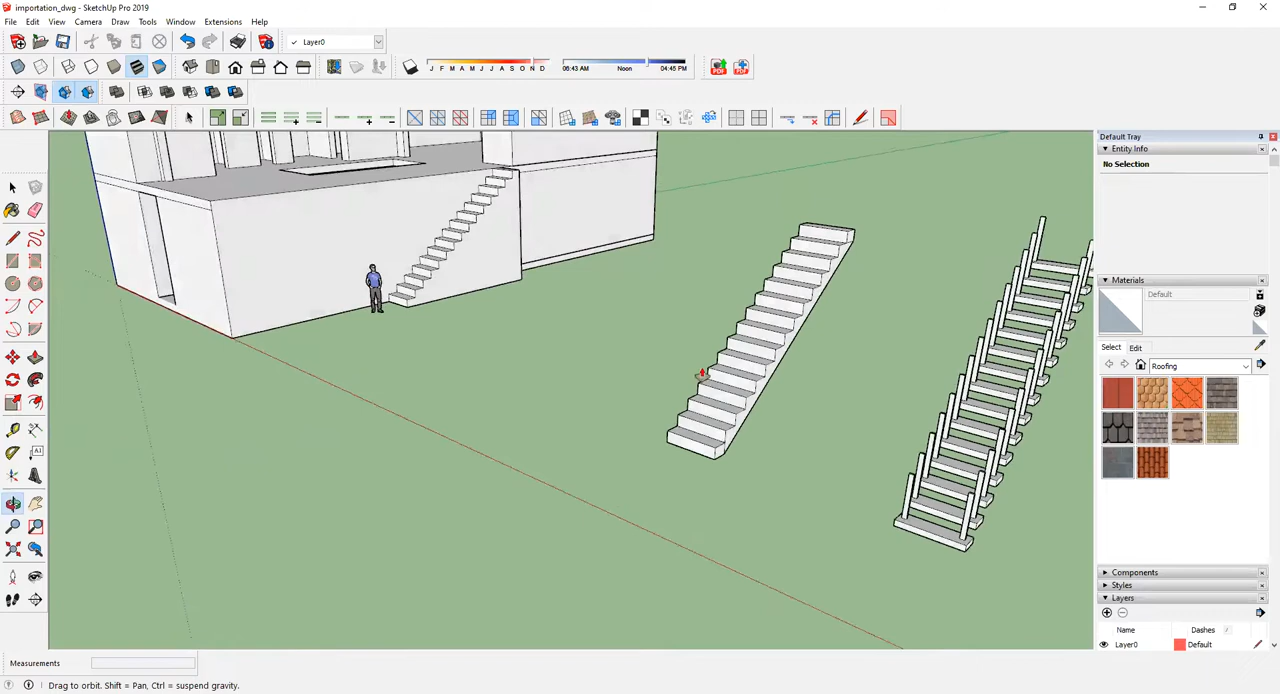 importation_dwg - SketchUp Pro 2019
File Edit View Camera Draw Tools Window Extensions Help
Layer0
J F M A M J J A S O N D
06:43 AM Noon 04:45 PM
PDF PDF
Default Tray
Entity Info
No Selection
Materials
Default
Select Edit
Roofing
Components
Styles
Layers
Name Dashes
Layer0 Default
Measurements
Drag to orbit. Shift = Pan, Ctrl = suspend gravity.